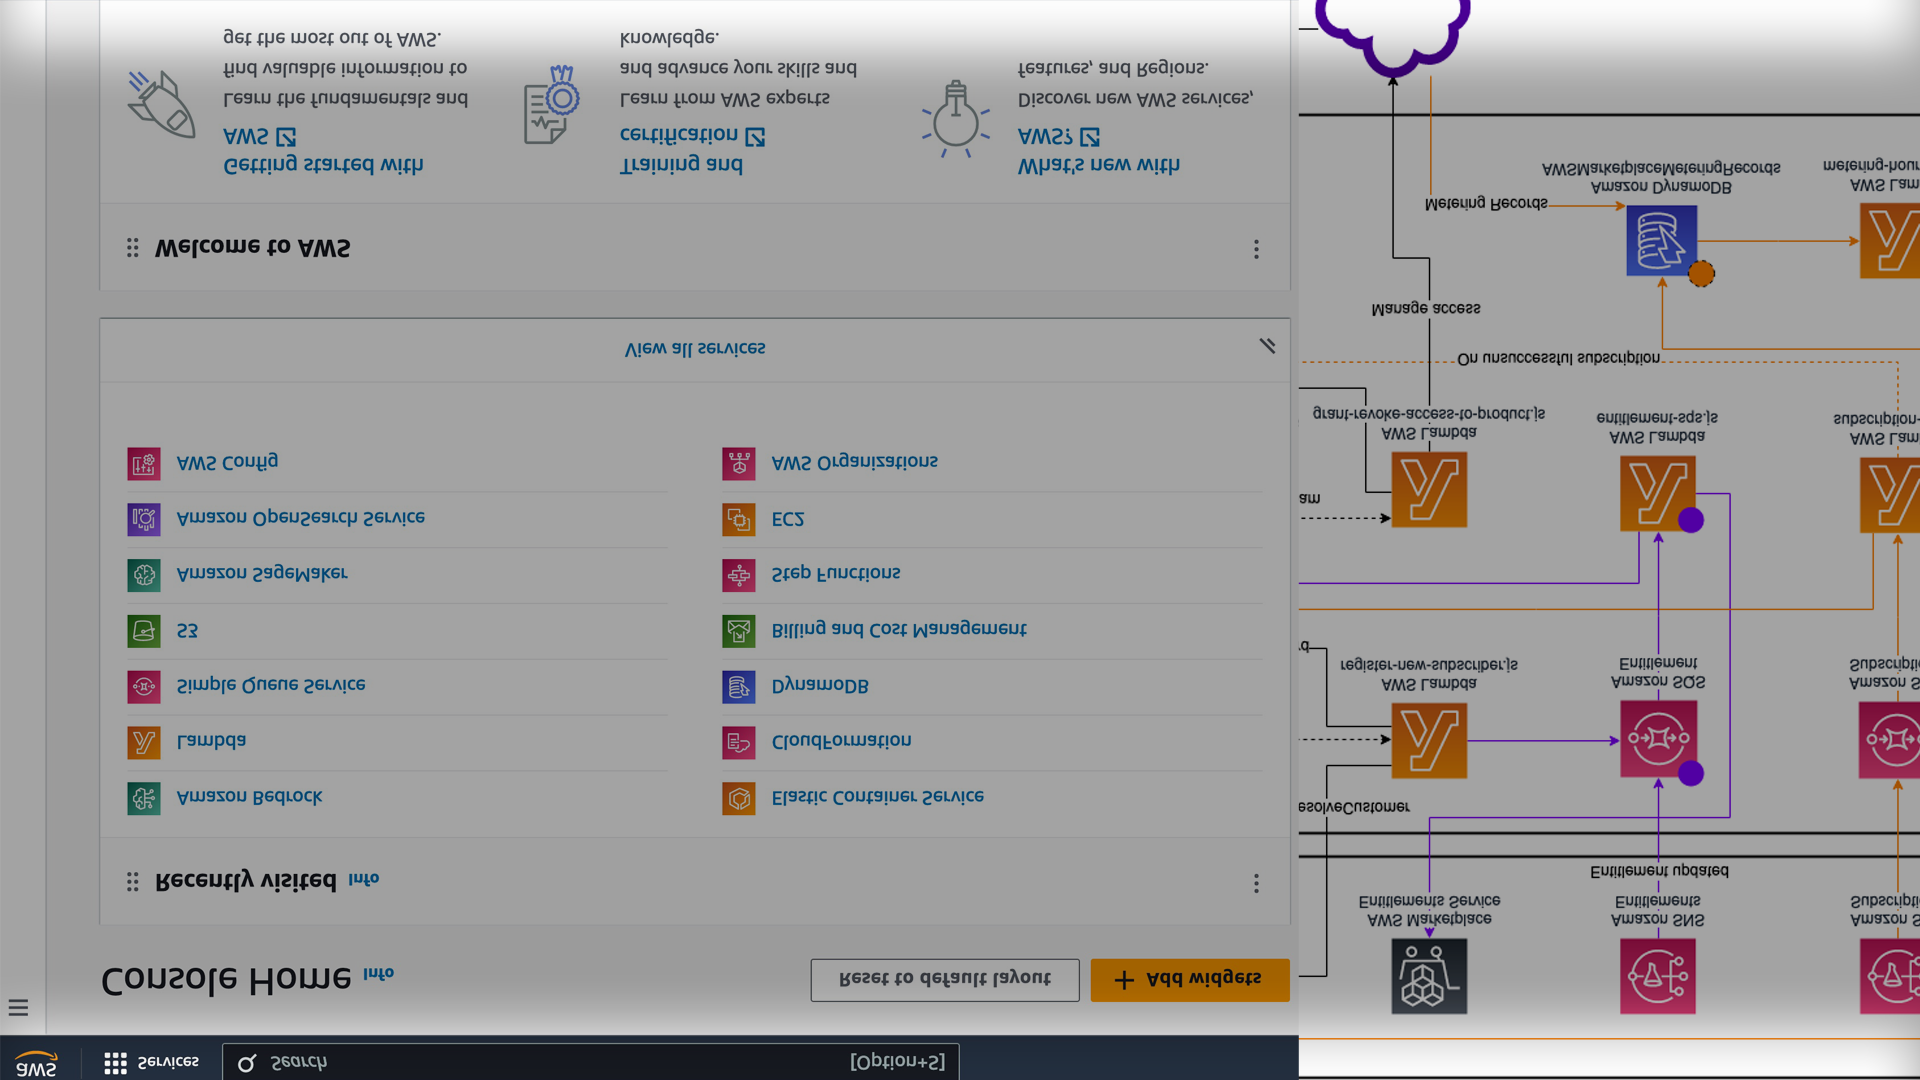 aws
Services
Search
[Option+S]
Console Home Info
Reset to default layout
+ Add widgets
Recently visited Info
Amazon Bedrock
Lambda
Simple Queue Service
S3
Amazon SageMaker
Amazon OpenSearch Service
AWS Config
Elastic Container Service
CloudFormation
DynamoDB
Billing and Cost Management
Step Functions
EC2
AWS Organizations
View all services
Welcome to AWS
Getting started with
AWS
Learn the fundamentals and
find valuable information to
get the most out of AWS.
Training and
certification
Learn from AWS experts
and advance your skills and
knowledge.
What's new with
AWS?
Discover new AWS services,
features, and Regions.
AWS Marketplace
Entitlements Service
Amazon SNS
Entitlements
Amazon S
Subscripti
Entitlement updated
esolveCustomer
AWS Lambda
register-new-subscriber.js
Amazon SQS
Entitlement
Amazon S
Subscripti
d
am
AWS Lambda
grant-revoke-access-to-product.js
AWS Lambda
entitlement-sqs.js
AWS Lam
subscription-
On unsuccessful subscription
Manage access
Metering Records
Amazon DynamoDB
AWSMarketplaceMeteringRecords
AWS Lam
metering-hour